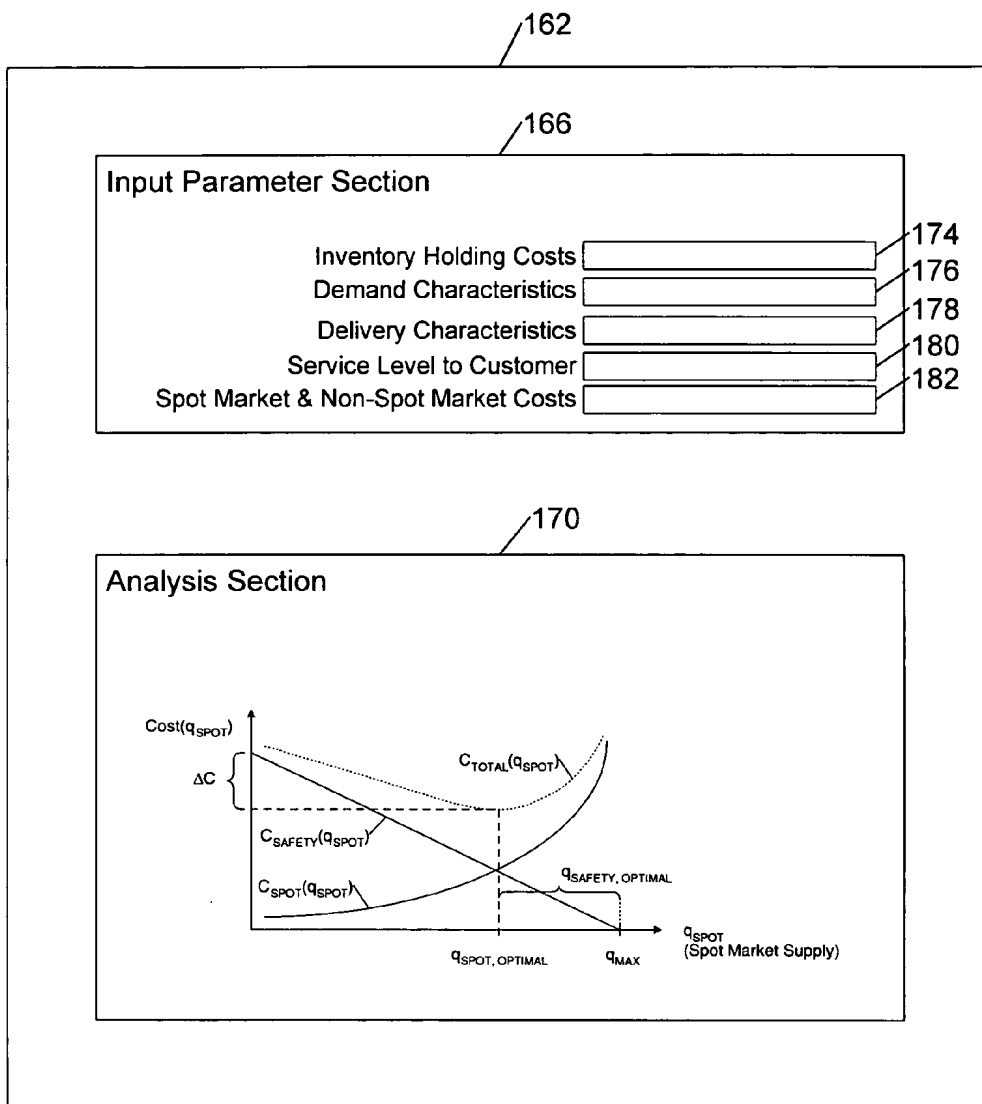 162
166
Input Parameter Section
Inventory Holding Costs
174
Demand Characteristics
176
Delivery Characteristics
178
Service Level to Customer
180
Spot Market & Non-Spot Market Costs
182
170
Analysis Section
Cost(qSPOT)
CTOTAL(qSPOT)
ΔC
CSAFETY(qSPOT)
CSPOT(qSPOT)
qSAFETY, OPTIMAL
qSPOT, OPTIMAL
qMAX
qSPOT
(Spot Market Supply)